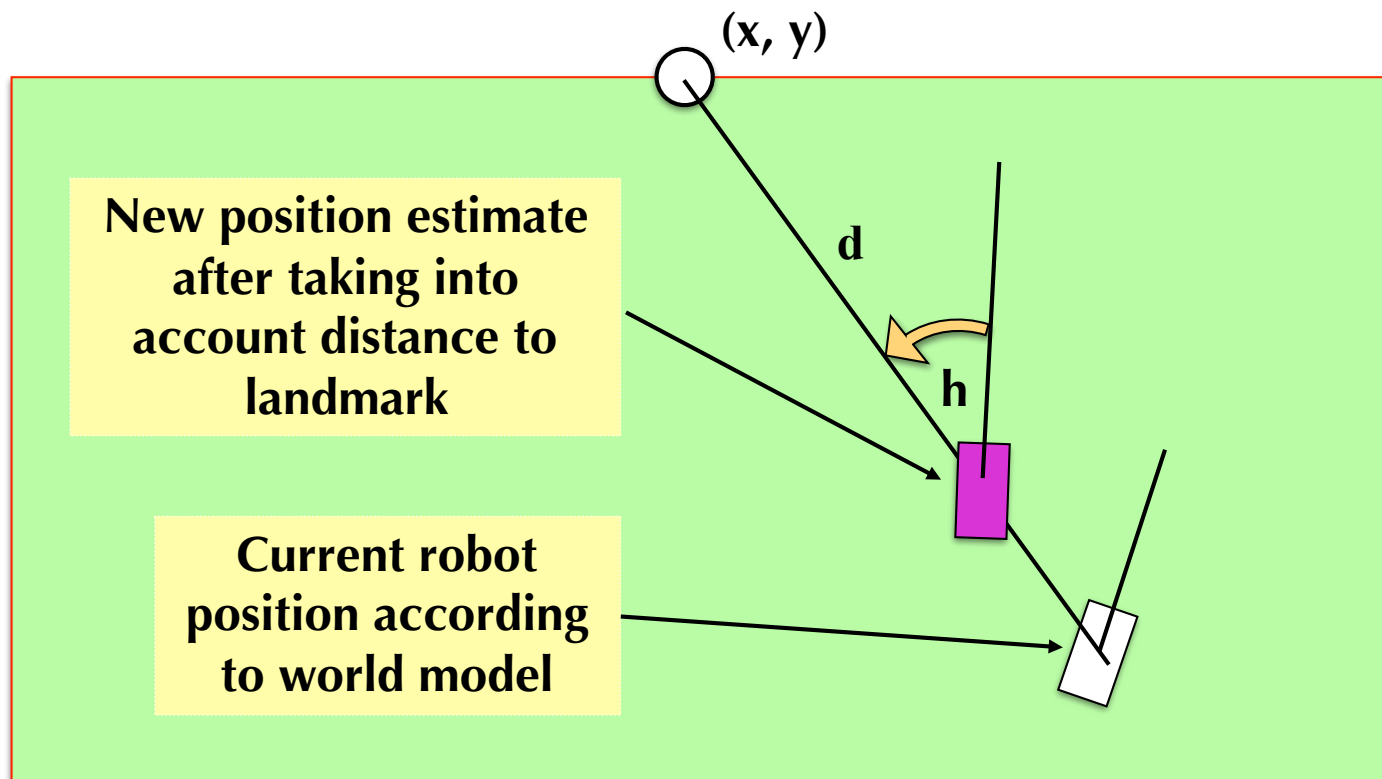 (x, y)
New position estimate
after taking into
account distance to
landmark
d
h
Current robot
position according
to world model